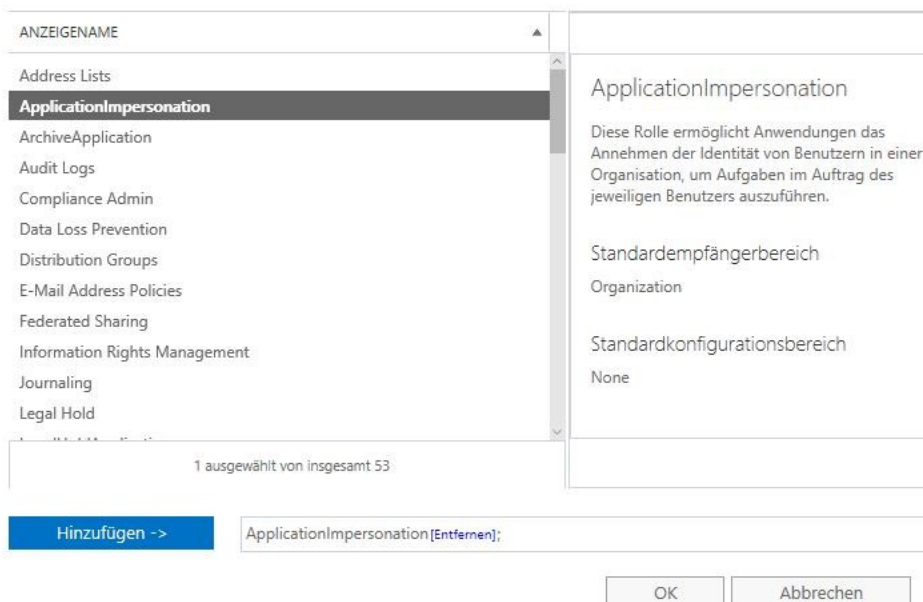 ANZEIGENAME
Address Lists
ApplicationImpersonation
ArchiveApplication
Audit Logs
Compliance Admin
Data Loss Prevention
Distribution Groups
E-Mail Address Policies
Federated Sharing
Information Rights Management
Journaling
Legal Hold
1 ausgewählt von insgesamt 53
ApplicationImpersonation
Diese Rolle ermöglicht Anwendungen das
Annehmen der Identität von Benutzern in einer
Organisation, um Aufgaben im Auftrag des
jeweiligen Benutzers auszuführen.
Standardempfängerbereich
Organization
Standardkonfigurationsbereich
None
Hinzufügen ->
ApplicationImpersonation[Entfernen];
OK
Abbrechen